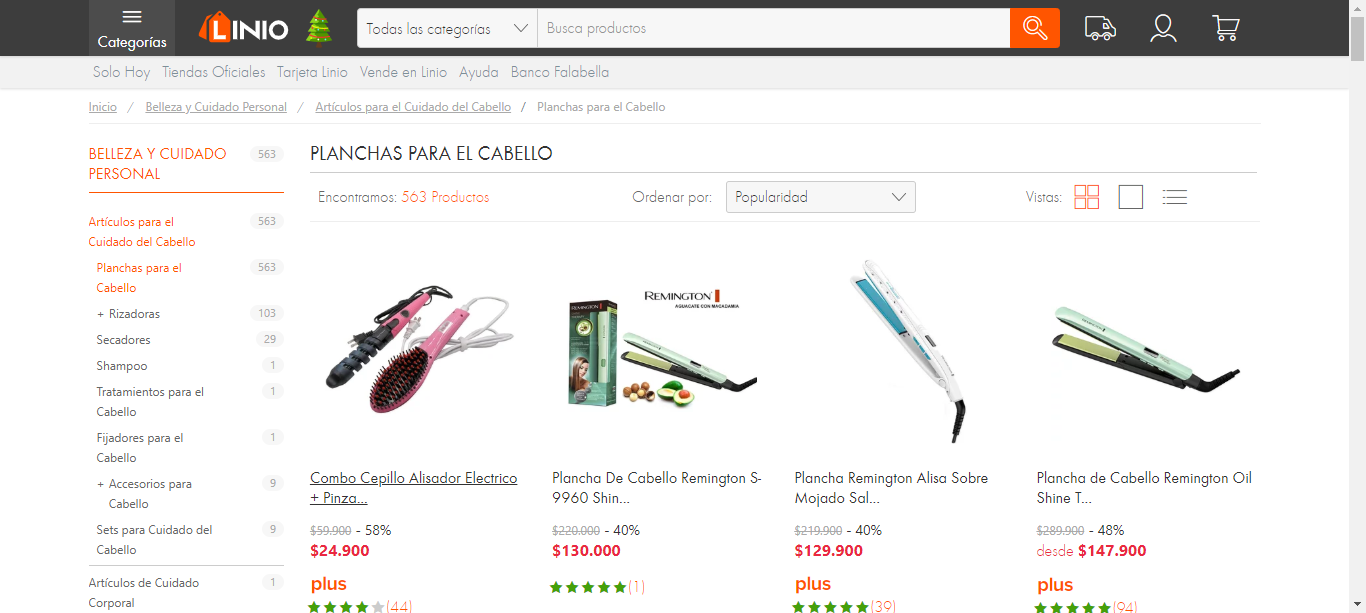 Categorías
LINIO
Todas las categorías
Busca productos
Solo Hoy Tiendas Oficiales Tarjeta Linio Vende en Linio Ayuda Banco Falabella
Inicio / Belleza y Cuidado Personal / Artículos para el Cuidado del Cabello / Planchas para el Cabello
BELLEZA Y CUIDADO 563
PERSONAL
Artículos para el 563
Cuidado del Cabello
Planchas para el 563
Cabello
+ Rizadoras 103
Secadores 29
Shampoo 1
Tratamientos para el 1
Cabello
Fijadores para el 1
Cabello
+ Accesorios para 9
Cabello
Sets para Cuidado del 9
Cabello
Artículos de Cuidado 1
Corporal
PLANCHAS PARA EL CABELLO
Encontramos: 563 Productos
Ordenar por: Popularidad
Vistas:
Combo Cepillo Alisador Electrico
+ Pinza...
$59.900 - 58%
$24.900
plus
(44)
REMINGTON
AGUACATE CON MACADAMIA
REMINGTON
Plancha De Cabello Remington S-
9960 Shin...
$220.000 - 40%
$130.000
(1)
Plancha Remington Alisa Sobre
Mojado Sal...
$219.900 - 40%
$129.900
plus
(39)
Plancha de Cabello Remington Oil
Shine T...
$289.900 - 48%
desde $147.900
plus
(94)